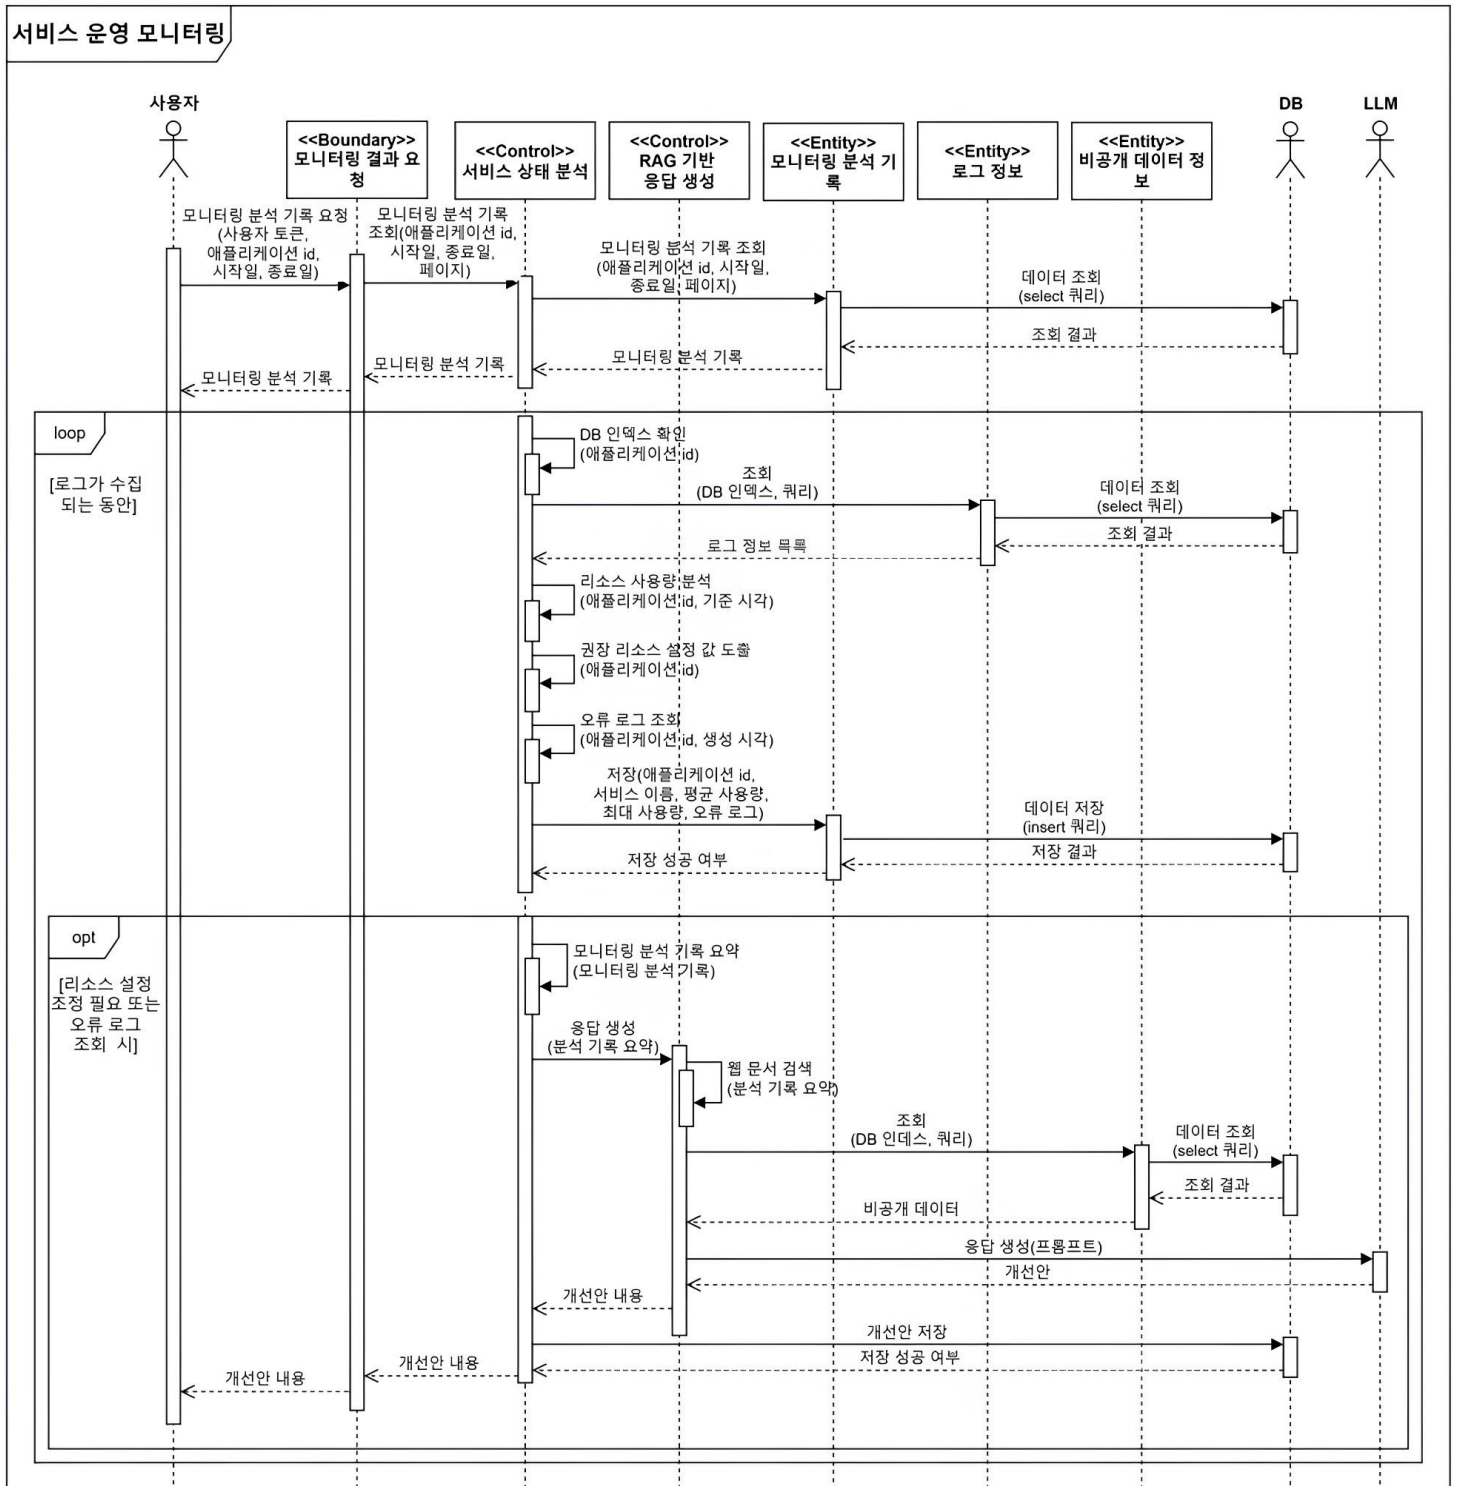 서비스 운영 모니터링
사용자
<<Boundary>>
모니터링 결과 요
청
<<Control>>
서비스 상태 분석
<<Control>>
RAG 기반
응답 생성
<<Entity>>
모니터링 분석 기
록
<<Entity>>
로그 정보
<<Entity>>
비공개 데이터 정
보
DB
LLM
모니터링 분석 기록 요청
(사용자 토큰,
애플리케이션 id,
시작일, 종료일)
모니터링 분석 기록
조회(애플리케이션 id,
시작일, 종료일,
페이지)
모니터링 분석 기록 조회
(애플리케이션 id, 시작일,
종료일, 페이지)
데이터 조회
(select 쿼리)
조회 결과
모니터링 분석 기록
모니터링 분석 기록
모니터링 분석 기록
loop
[로그가 수집
되는 동안]
DB 인덱스 확인
(애플리케이션 id)
조회
(DB 인덱스, 쿼리)
데이터 조회
(select 쿼리)
조회 결과
로그 정보 목록
리소스 사용량 분석
(애플리케이션 id, 기준 시각)
권장 리소스 설정 값 도출
(애플리케이션 id)
오류 로그 조회
(애플리케이션 id, 생성 시각)
저장(애플리케이션 id,
서비스 이름, 평균 사용량,
최대 사용량, 오류 로그)
데이터 저장
(insert 쿼리)
저장 결과
저장 성공 여부
opt
[리소스 설정
조정 필요 또는
오류 로그
조회 시]
모니터링 분석 기록 요약
(모니터링 분석 기록)
응답 생성
(분석 기록 요약)
웹 문서 검색
(분석 기록 요약)
조회
(DB 인데스, 쿼리)
데이터 조회
(select 쿼리)
조회 결과
비공개 데이터
응답 생성(프롬프트)
개선안
개선안 내용
개선안 저장
저장 성공 여부
개선안 내용
개선안 내용